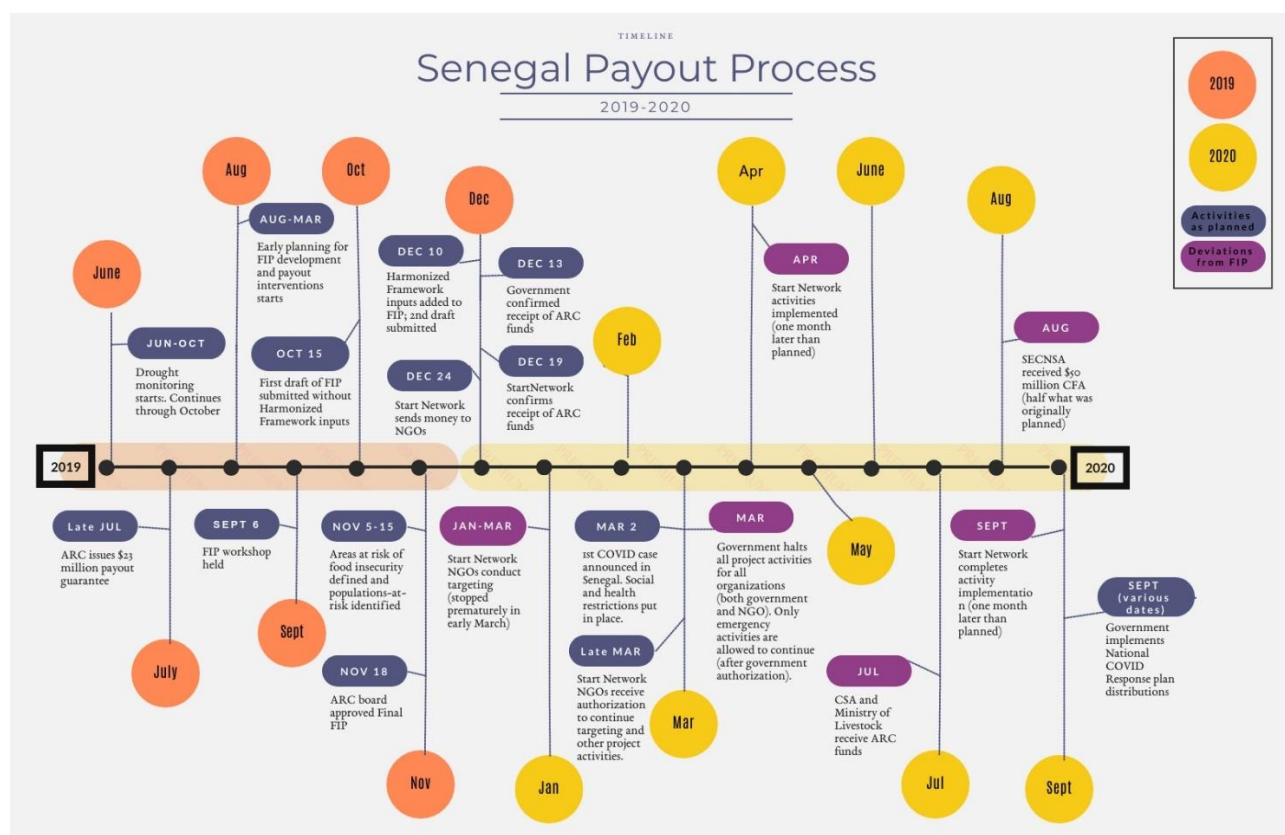 TIMELINE
Senegal Payout Process
2019-2020
2019
2020
Activities
as planned
Deviations
from FIP
June
JUN-OCT
Drought
monitoring
starts:. Continues
through October
Aug
AUG-MAR
Early planning for
FIP development
and payout
interventions
starts
Oct
OCT 15
First draft of FIP
submitted without
Harmonized
Framework inputs
Dec
DEC 10
Harmonized
Framework
inputs added to
FIP; 2nd draft
submitted
DEC 13
Government
confirmed
receipt of ARC
funds
DEC 24
Start Network
sends money to
NGOs
DEC 19
StartNetwork
confirms
receipt of ARC
funds
Feb
Apr
APR
Start Network
activities
implemented
(one month
later than
planned)
June
Aug
AUG
SECNSA
received $50
million CFA
(half what was
originally
planned)
2019
2020
Late JUL
ARC issues $23
million payout
guarantee
July
SEPT 6
FIP workshop
held
Sept
NOV 5-15
Areas at risk of
food insecurity
defined and
populations-at-
risk identified
NOV 18
ARC board
approved Final
FIP
Nov
JAN-MAR
Start Network
NGOs conduct
targeting
(stopped
prematurely in
early March)
Jan
MAR 2
1st COVID case
announced in
Senegal. Social
and health
restrictions put
in place.
Late MAR
Start Network
NGOs receive
authorization
to continue
targeting and
other project
activities.
Mar
MAR
Government halts
all project activities
for all
organizations
(both government
and NGO). Only
emergency
activities are
allowed to continue
(after government
authorization).
May
JUL
CSA and
Ministry of
Livestock
receive ARC
funds
Jul
SEPT
Start Network
completes
activity
implementatio
n (one month
later than
planned)
Sept
SEPT
(various
dates)
Government
implements
National
COVID
Response plan
distributions